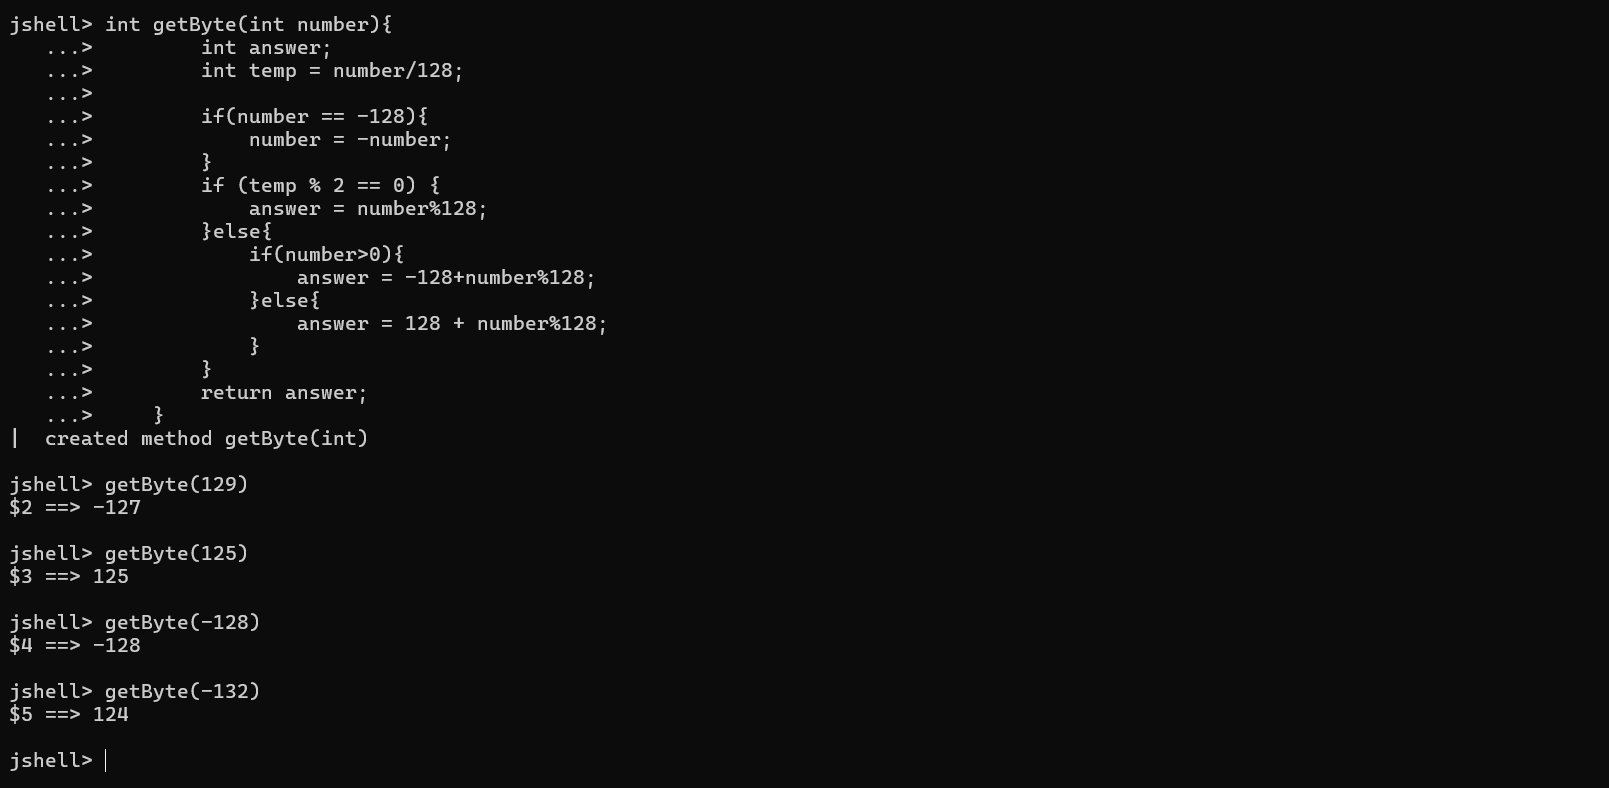 jshell> int getByte(int number){
   ...>         int answer;
   ...>         int temp = number/128;
   ...>
   ...>         if(number == -128){
   ...>             number = -number;
   ...>         }
   ...>         if (temp % 2 == 0) {
   ...>             answer = number%128;
   ...>         }else{
   ...>             if(number>0){
   ...>                 answer = -128+number%128;
   ...>             }else{
   ...>                 answer = 128 + number%128;
   ...>             }
   ...>         }
   ...>         return answer;
   ...>     }
|  created method getByte(int)

jshell> getByte(129)
$2 ==> -127

jshell> getByte(125)
$3 ==> 125

jshell> getByte(-128)
$4 ==> -128

jshell> getByte(-132)
$5 ==> 124

jshell>